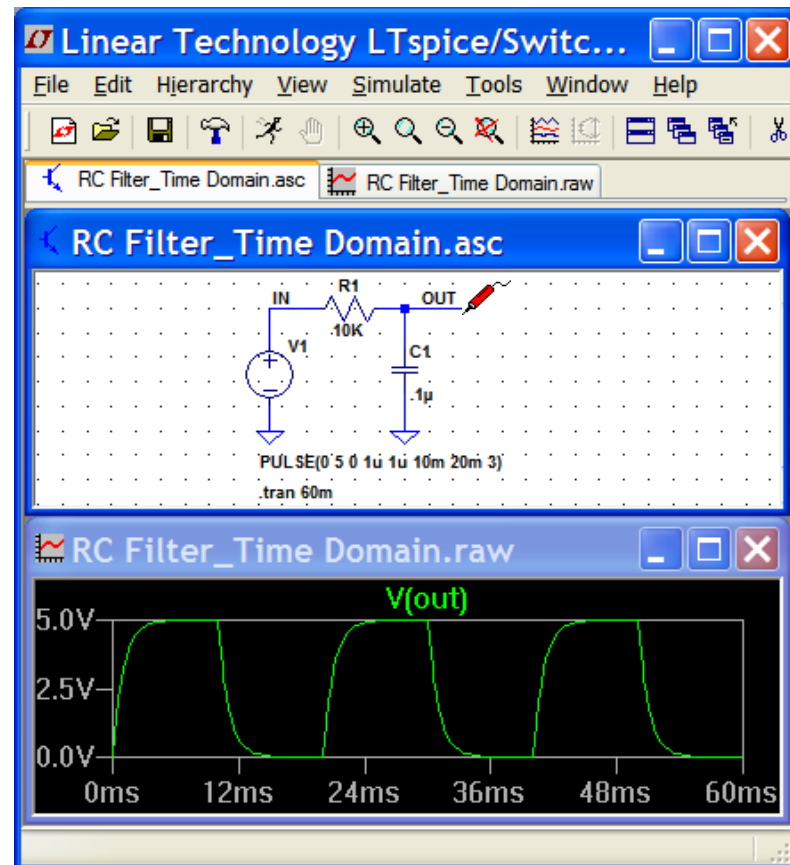 Linear Technology LTspice/Switc...
File Edit Hierarchy View Simulate Tools Window Help
RC Filter_Time Domain.asc RC Filter_Time Domain.raw
RC Filter_Time Domain.asc
R1
IN OUT
10K
V1 C1
.1µ
PULSE(0 5 0 1u 1u 10m 20m 3)
.tran 60m
RC Filter_Time Domain.raw
V(out)
5.0V
2.5V
0.0V
0ms 12ms 24ms 36ms 48ms 60ms